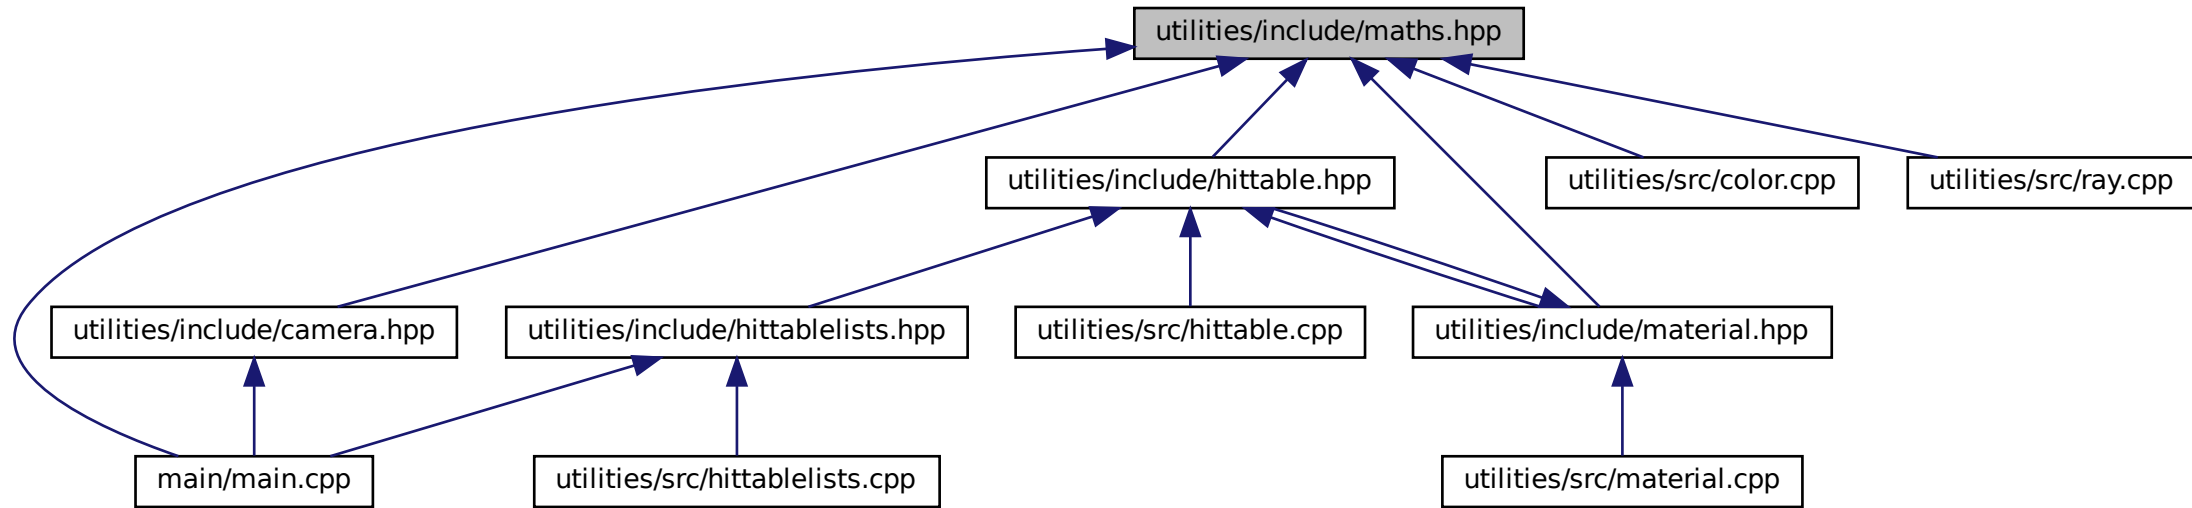 utilities/include/maths.hpp
utilities/include/hittable.hpp
utilities/src/color.cpp
utilities/src/ray.cpp
utilities/include/camera.hpp
utilities/include/hittablelists.hpp
utilities/src/hittable.cpp
utilities/include/material.hpp
main/main.cpp
utilities/src/hittablelists.cpp
utilities/src/material.cpp